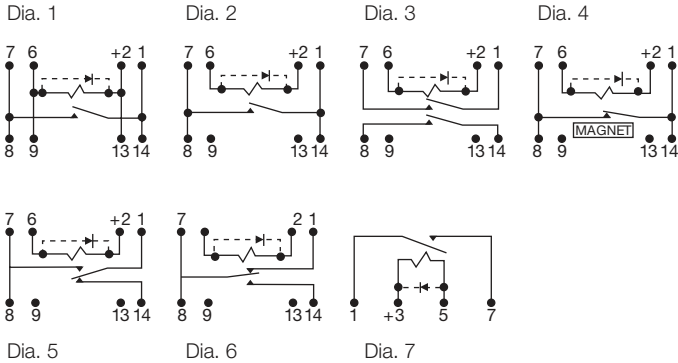 Dia. 1 Dia. 2 Dia. 3 Dia. 4
7 6 +2 1 7 6 +2 1 7 6 +2 1 7 6 +2 1
MAGNET
8 9 13 14 8 9 13 14 8 9 13 14 8 9 13 14
7 6 +2 1 7 2 1
8 9 13 14 8 9 13 14 1 +3 5 7
Dia. 5 Dia. 6 Dia. 7